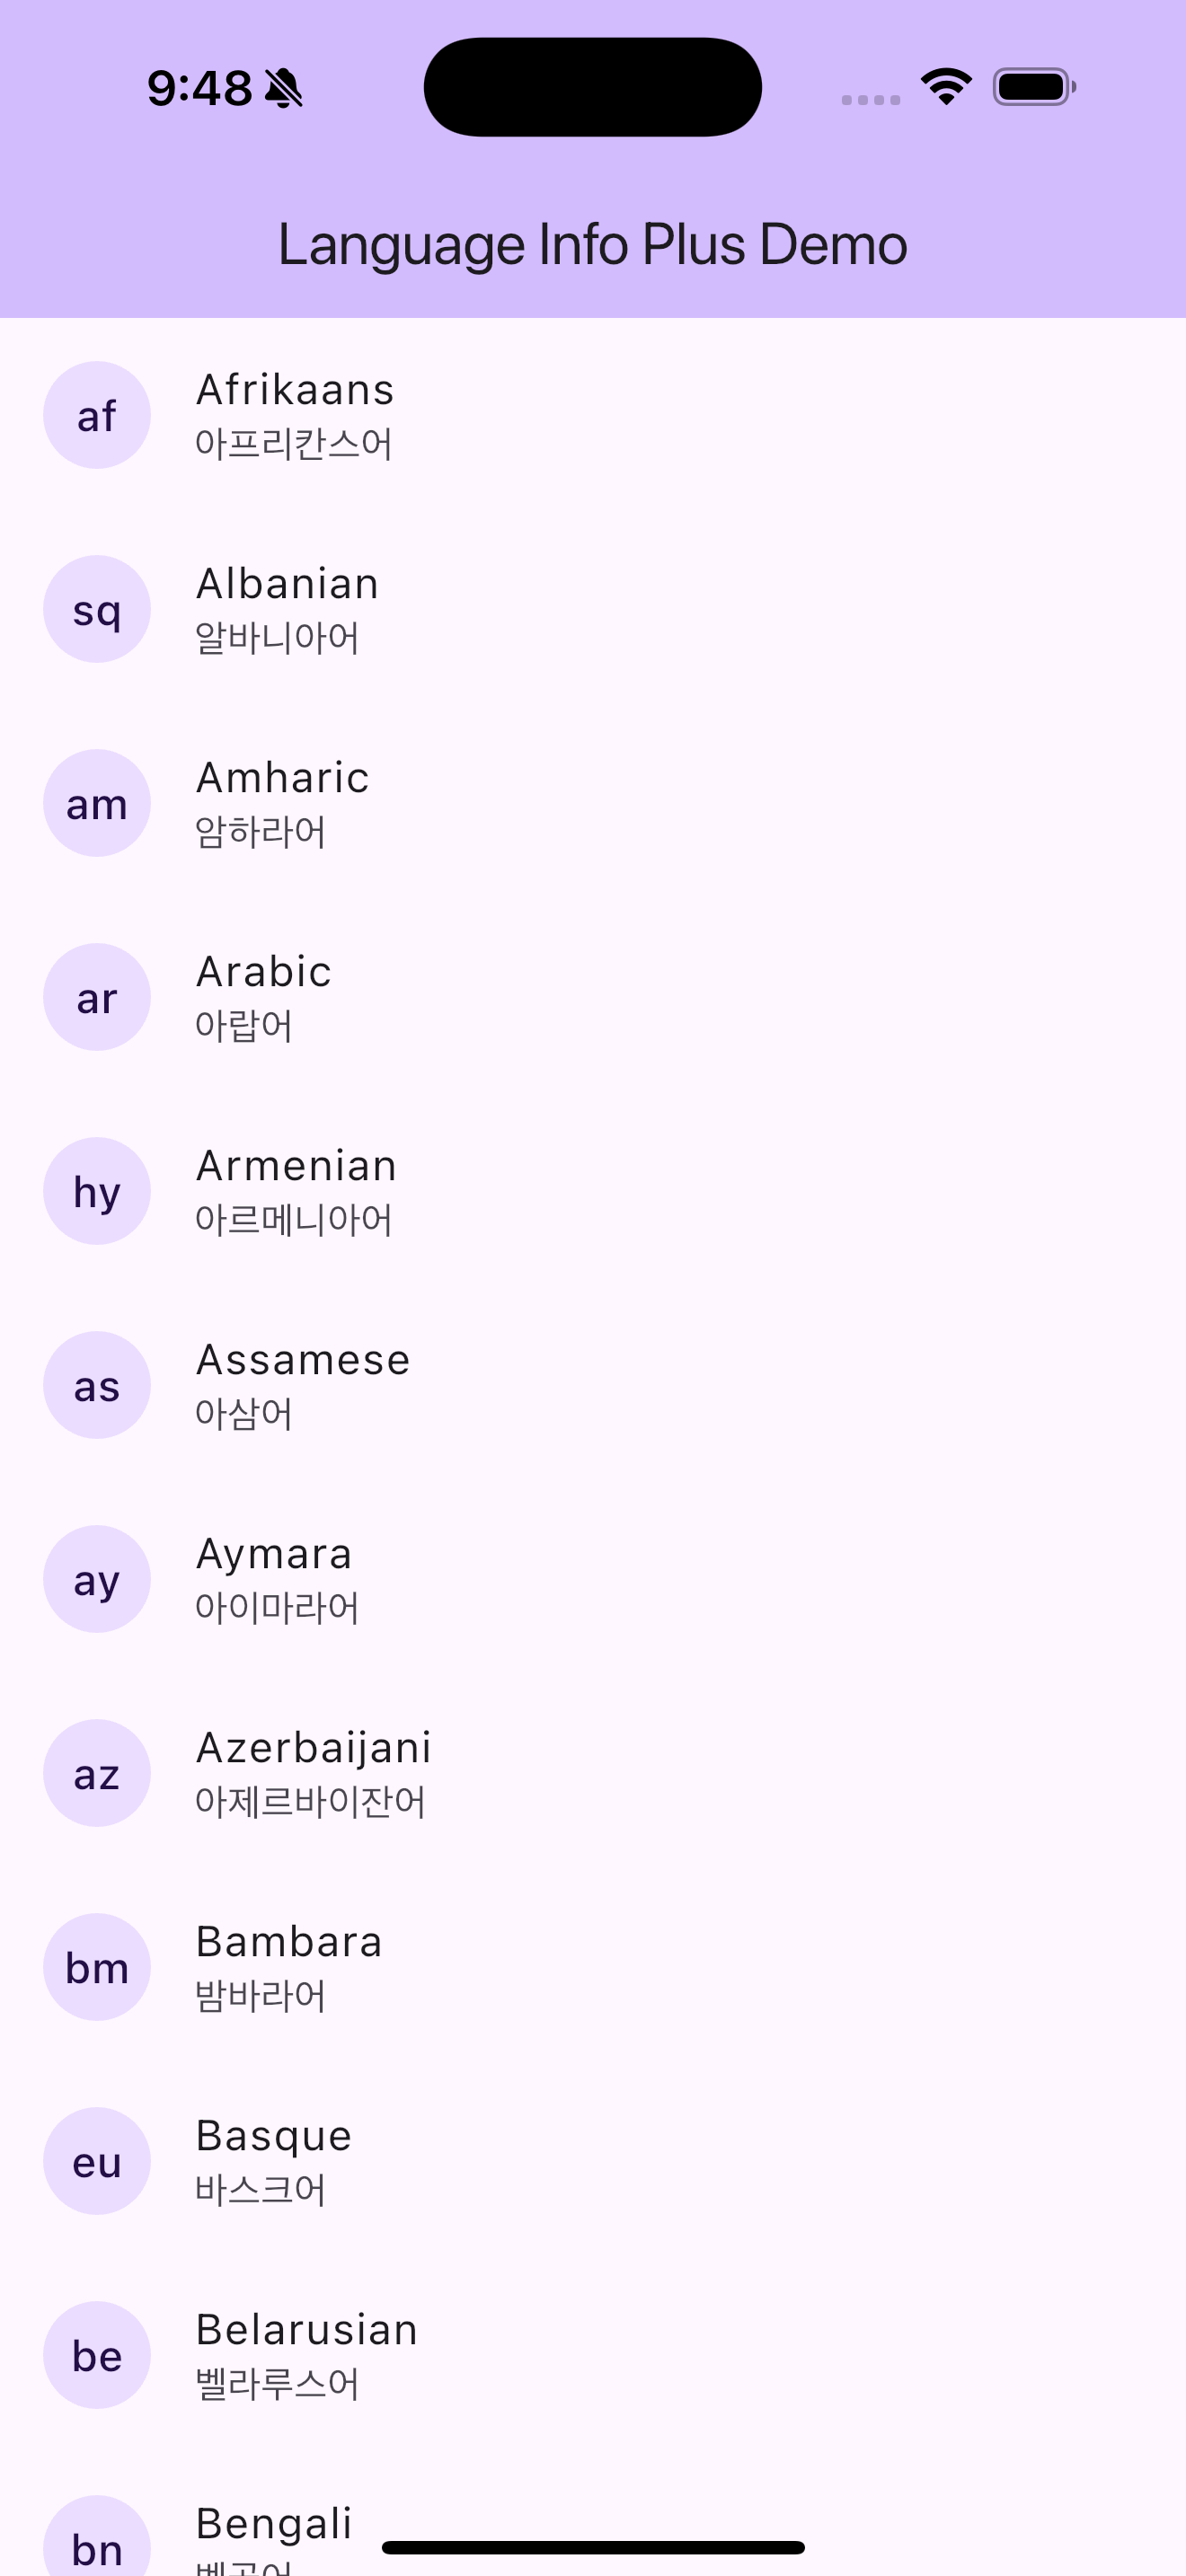 9:48
Language Info Plus Demo
af
Afrikaans
아프리칸스어
sq
Albanian
알바니아어
am
Amharic
암하라어
ar
Arabic
아랍어
hy
Armenian
아르메니아어
as
Assamese
아삼어
ay
Aymara
아이마라어
az
Azerbaijani
아제르바이잔어
bm
Bambara
밤바라어
eu
Basque
바스크어
be
Belarusian
벨라루스어
bn
Bengali